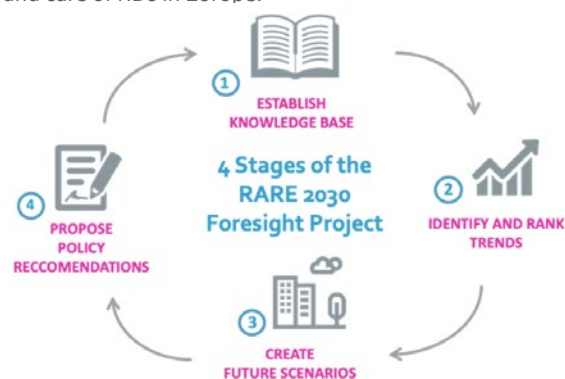 and care of RDs in Europe.
1
ESTABLISH
KNOWLEDGE BASE
4 Stages of the
RARE 2030
Foresight Project
2
IDENTIFY AND RANK
TRENDS
3
CREATE
FUTURE SCENARIOS
4
PROPOSE
POLICY
RECCOMENDATIONS